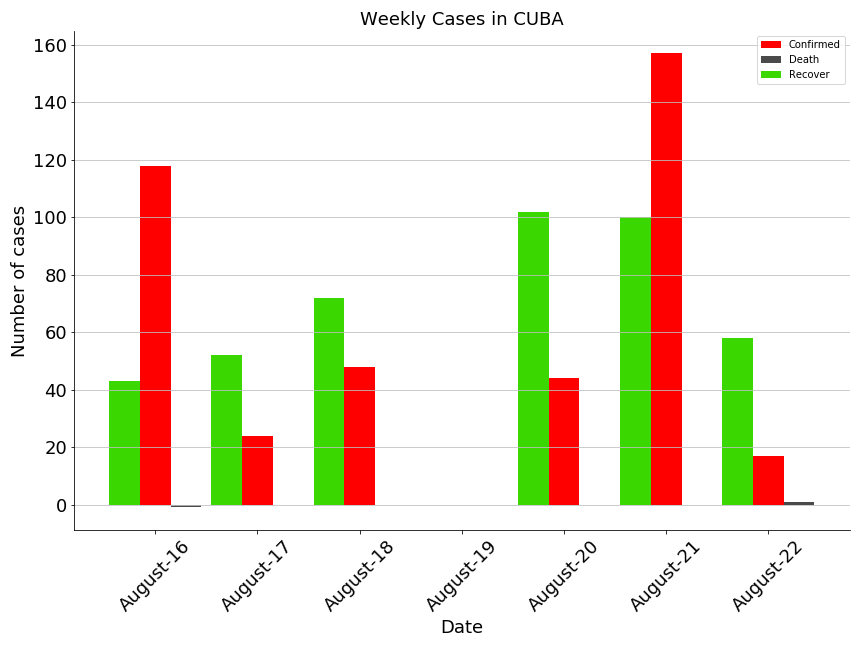 Weekly Cases in CUBA
Confirmed
Death
Recover
Number of cases
160
140
120
100
80
60
40
20
0
August-16
August-17
August-18
August-19
August-20
August-21
August-22
Date